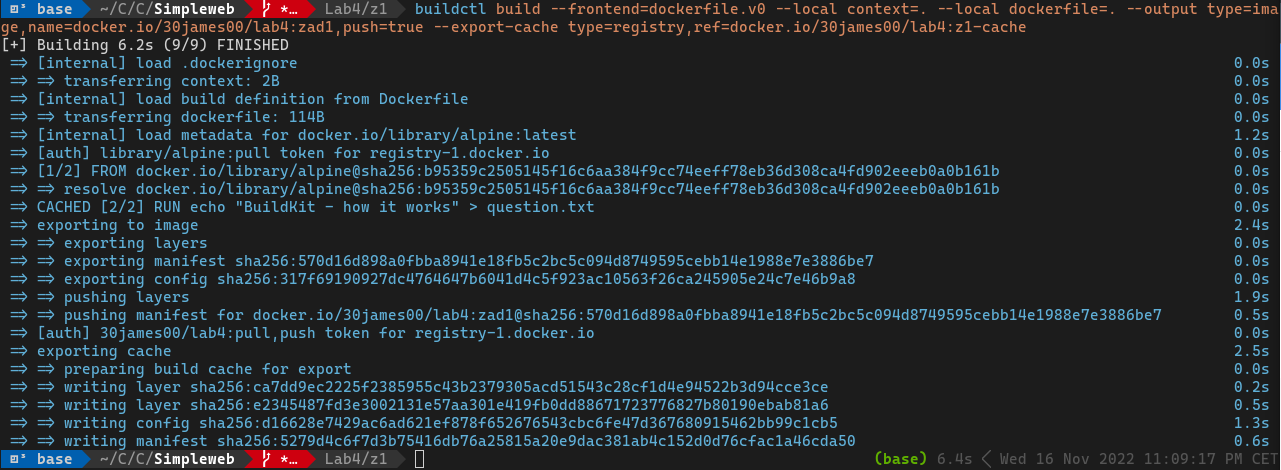 base ~/C/C/Simpleweb *… Lab4/z1 buildctl build --frontend=dockerfile.v0 --local context=. --local dockerfile=. --output type=ima
ge,name=docker.io/30james00/lab4:zad1,push=true --export-cache type=registry,ref=docker.io/30james00/lab4:z1-cache
[+] Building 6.2s (9/9) FINISHED
=> [internal] load .dockerignore 0.0s
=> => transferring context: 2B 0.0s
=> [internal] load build definition from Dockerfile 0.0s
=> => transferring dockerfile: 114B 0.0s
=> [internal] load metadata for docker.io/library/alpine:latest 1.2s
=> [auth] library/alpine:pull token for registry-1.docker.io 0.0s
=> [1/2] FROM docker.io/library/alpine@sha256:b95359c2505145f16c6aa384f9cc74eeff78eb36d308ca4fd902eeeb0a0b161b 0.0s
=> => resolve docker.io/library/alpine@sha256:b95359c2505145f16c6aa384f9cc74eeff78eb36d308ca4fd902eeeb0a0b161b 0.0s
=> CACHED [2/2] RUN echo "BuildKit - how it works" > question.txt 0.0s
=> exporting to image 2.4s
=> => exporting layers 0.0s
=> => exporting manifest sha256:570d16d898a0fbba8941e18fb5c2bc5c094d8749595cebb14e1988e7e3886be7 0.0s
=> => exporting config sha256:317f69190927dc4764647b6041d4c5f923ac10563f26ca245905e24c7e46b9a8 0.0s
=> => pushing layers 1.9s
=> => pushing manifest for docker.io/30james00/lab4:zad1@sha256:570d16d898a0fbba8941e18fb5c2bc5c094d8749595cebb14e1988e7e3886be7 0.5s
=> [auth] 30james00/lab4:pull,push token for registry-1.docker.io 0.0s
=> exporting cache 2.5s
=> => preparing build cache for export 0.0s
=> => writing layer sha256:ca7dd9ec2225f2385955c43b2379305acd51543c28cf1d4e94522b3d94cce3ce 0.2s
=> => writing layer sha256:e2345487fd3e3002131e57aa301e419fb0dd88671723776827b80190ebab81a6 0.5s
=> => writing config sha256:d16628e7429ac6ad621ef878f652676543cbc6fe47d367680915462bb99c1cb5 1.3s
=> => writing manifest sha256:5279d4c6f7d3b75416db76a25815a20e9dac381ab4c152d0d76cfac1a46cda50 0.6s
base ~/C/C/Simpleweb *… Lab4/z1 (base) 6.4s < Wed 16 Nov 2022 11:09:17 PM CET